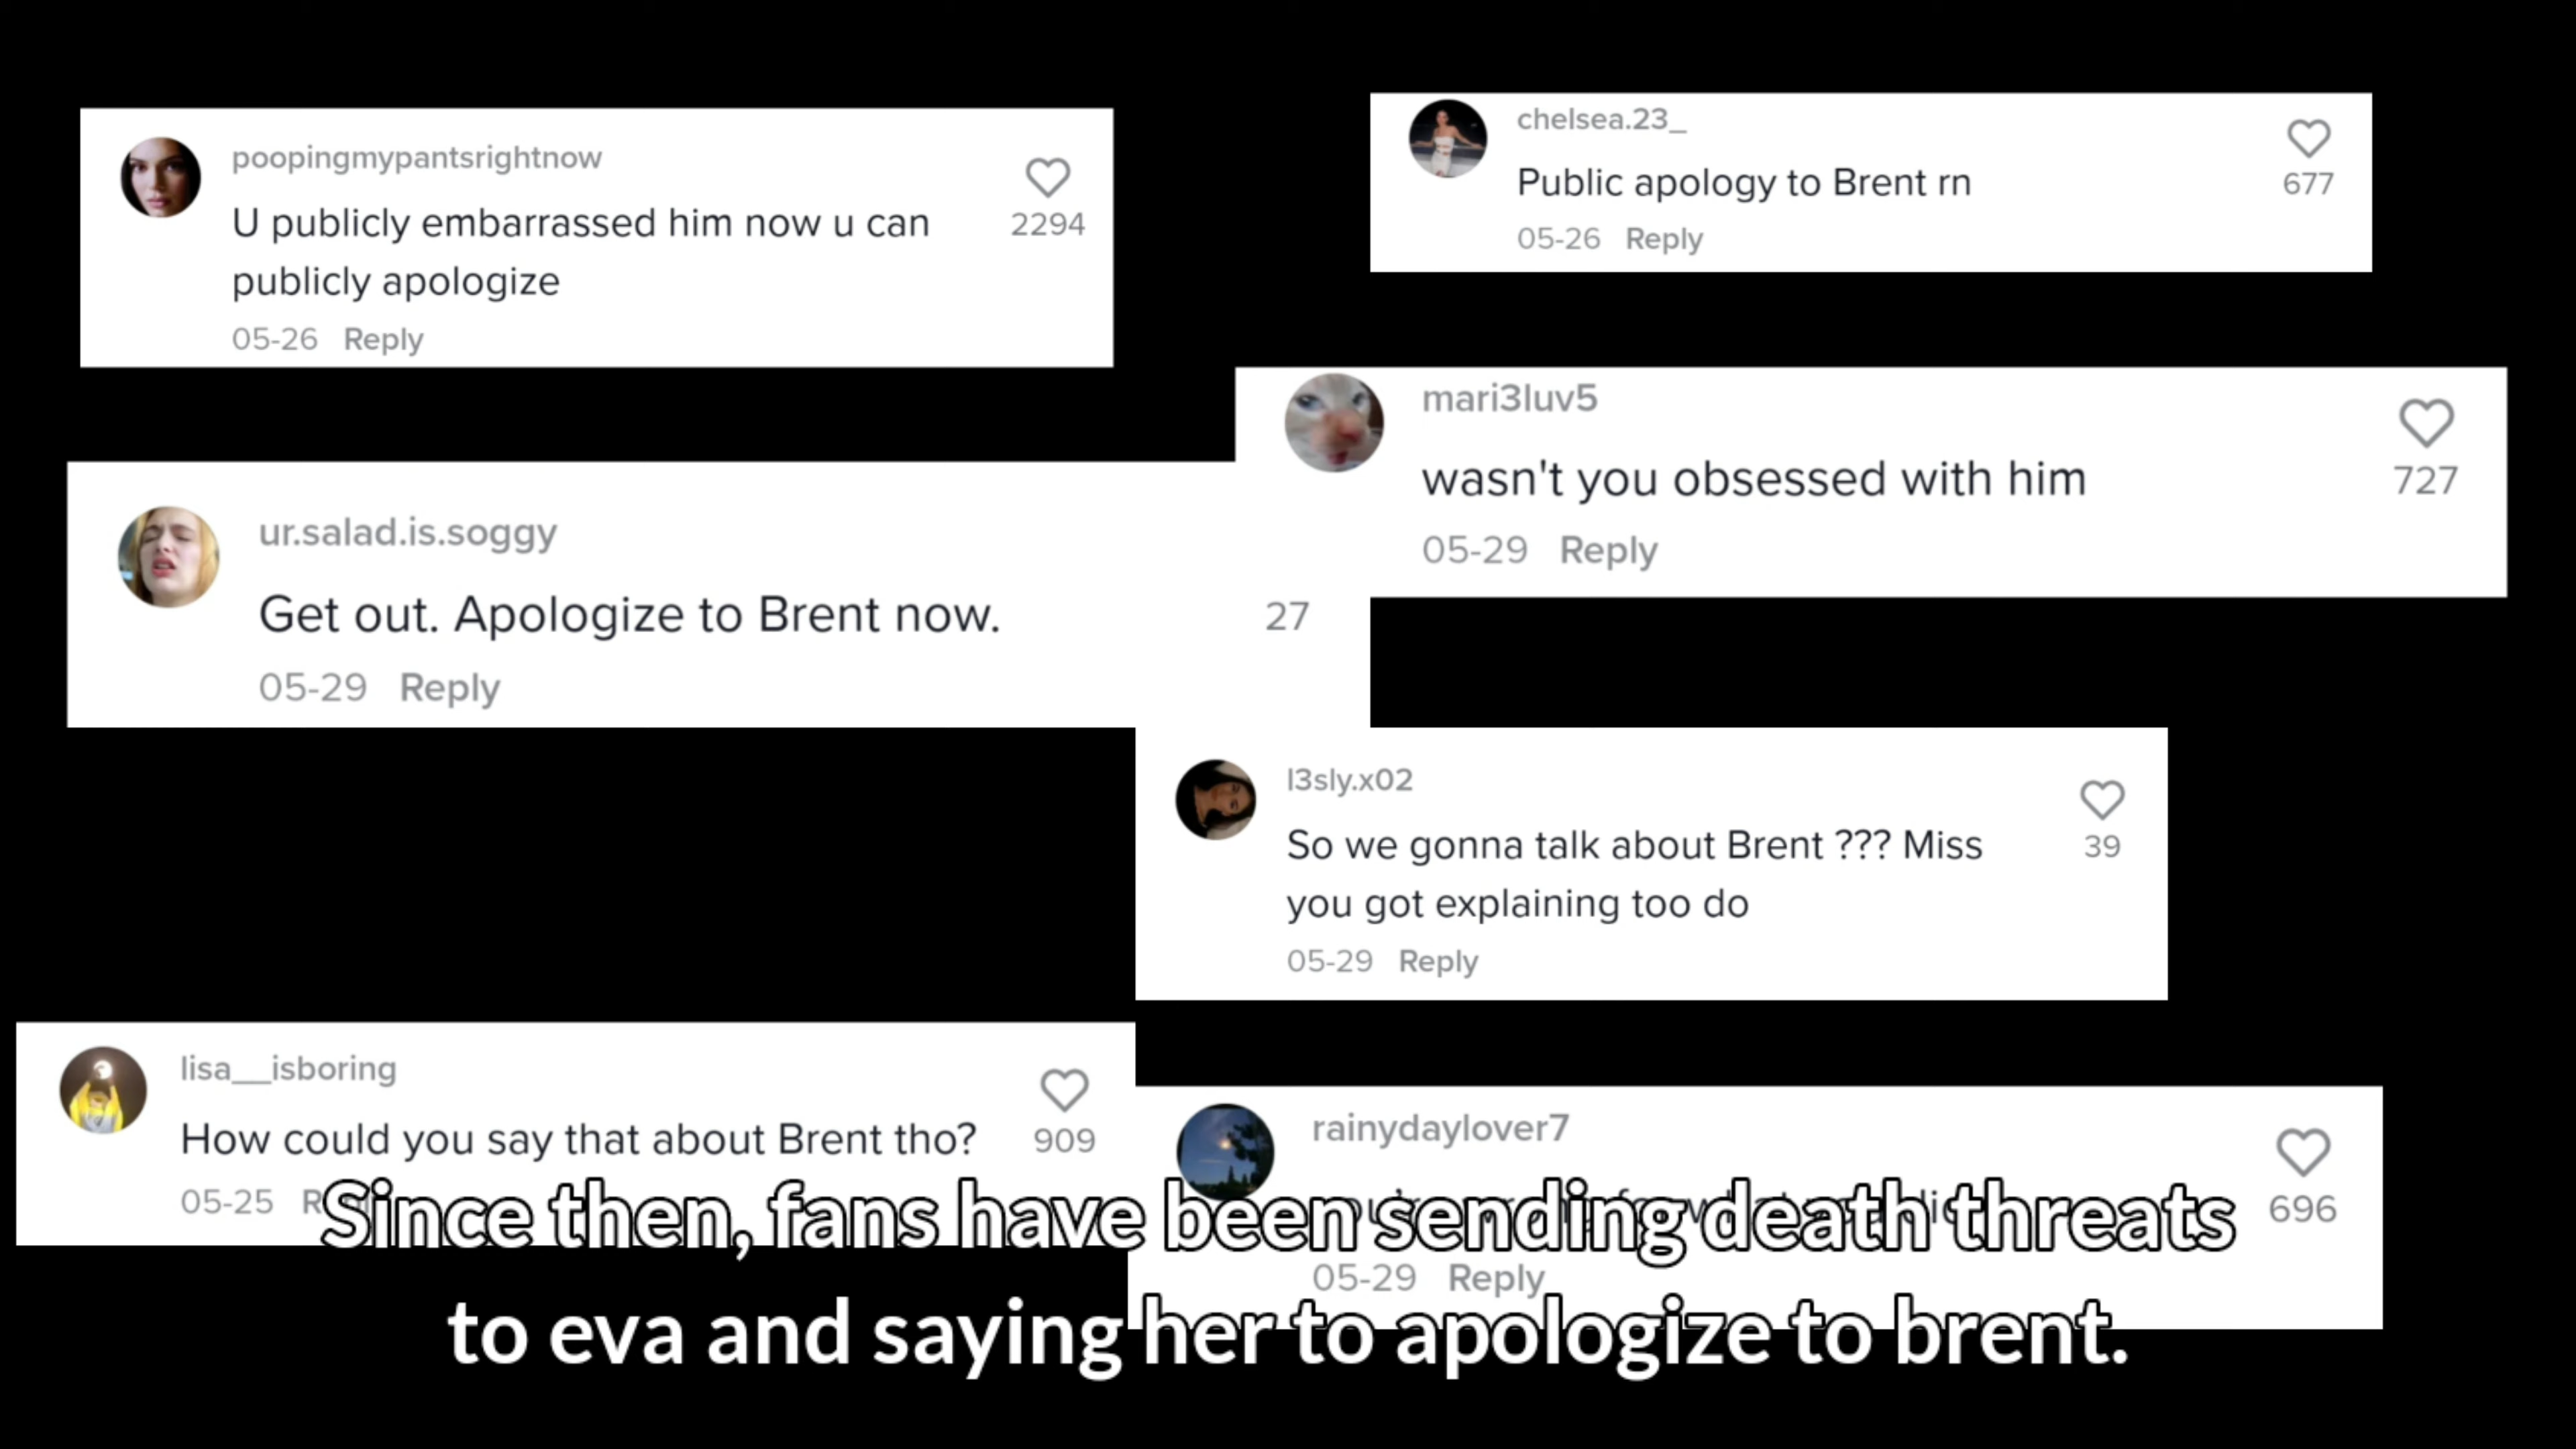 poopingmypantsrightnow
U publicly embarrassed him now u can
publicly apologize
2294
05-26 Reply
chelsea.23_
Public apology to Brent rn
677
05-26 Reply
mari3luv5
wasn't you obsessed with him
727
05-29 Reply
ur.salad.is.soggy
Get out. Apologize to Brent now.
27
05-29 Reply
l3sly.x02
So we gonna talk about Brent ??? Miss
you got explaining too do
39
05-29 Reply
lisa__isboring
How could you say that about Brent tho?
909
05-25
rainydaylover7
696
05-29 Reply
Since then, fans have been sending death threats
to eva and saying her to apologize to brent.